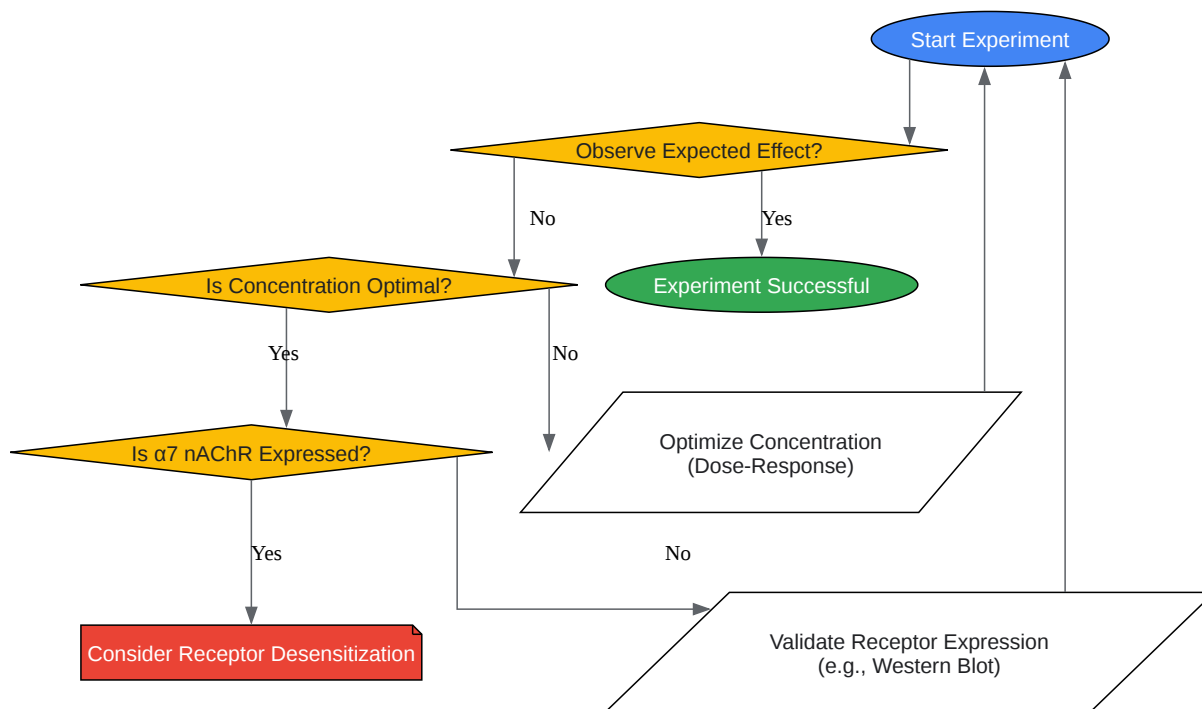 Start Experiment
Observe Expected Effect?
No
Yes
Is Concentration Optimal?
Experiment Successful
Yes
No
Is α7 nAChR Expressed?
Optimize Concentration
(Dose-Response)
Yes
No
Consider Receptor Desensitization
Validate Receptor Expression
(e.g., Western Blot)